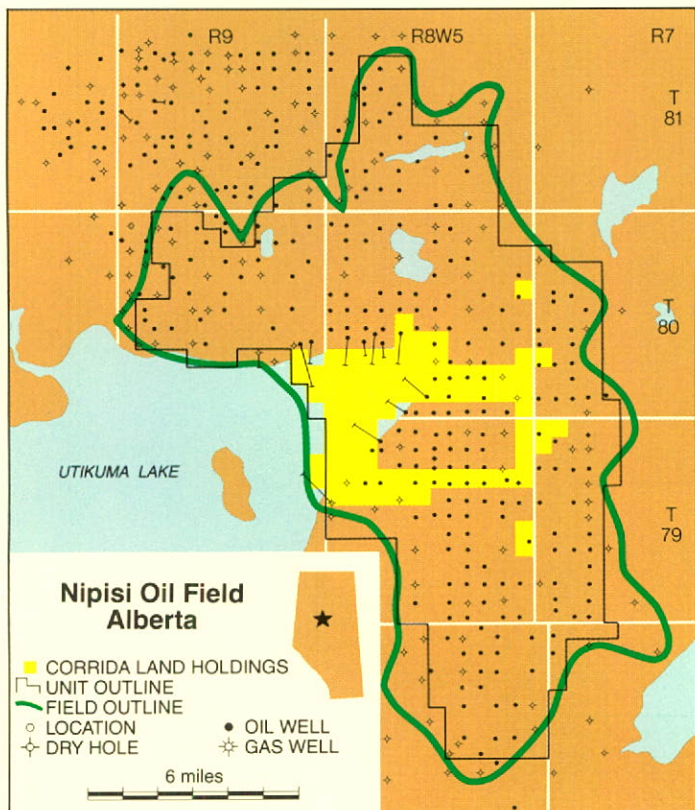 R9
R8W5
R7
T
81
T
80
UTIKUMA LAKE
T
79
Nipisi Oil Field
Alberta
CORRIDA LAND HOLDINGS
UNIT OUTLINE
FIELD OUTLINE
LOCATION
OIL WELL
DRY HOLE
GAS WELL
6 miles